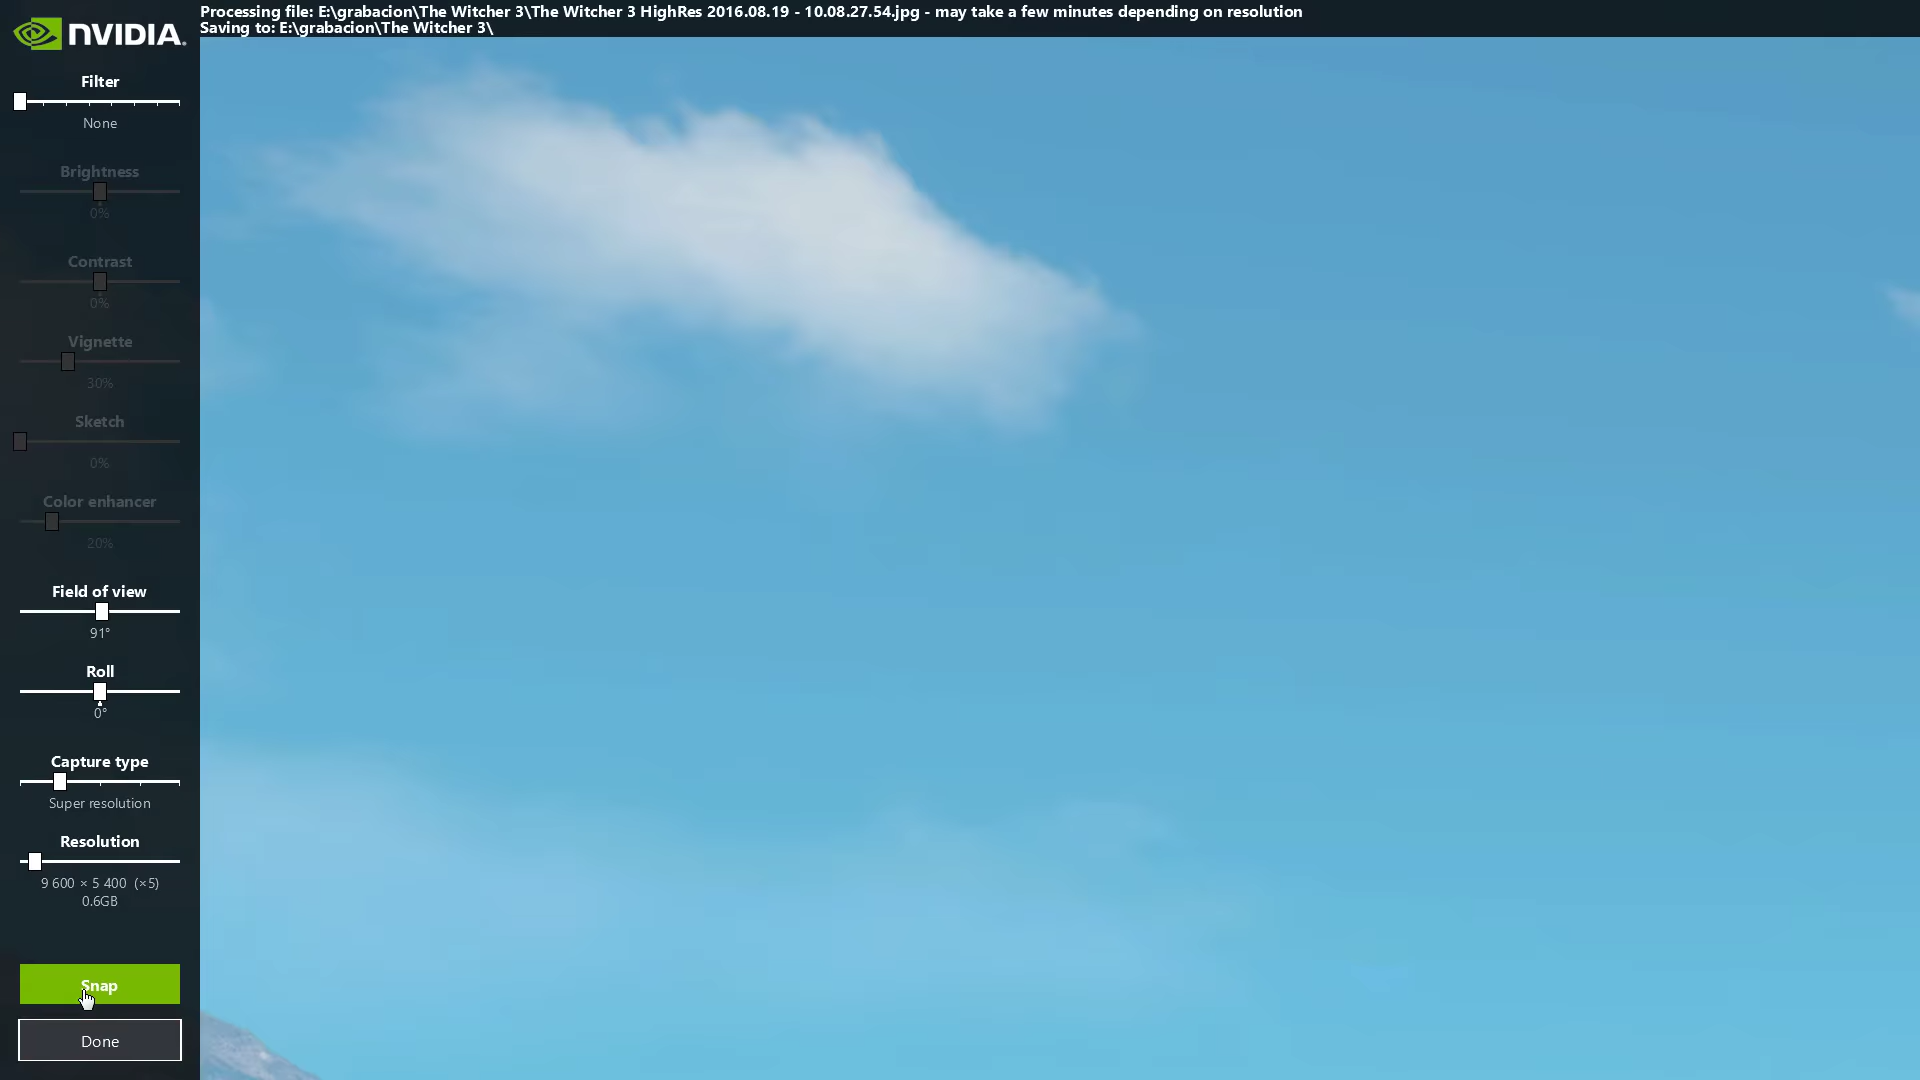 Processing file: E:\grabacion\The Witcher 3\The Witcher 3 HighRes 2016.08.19 - 10.08.27.54.jpg - may take a few minutes depending on resolution
Saving to: E:\grabacion\The Witcher 3\
NVIDIA.
Filter
None
Brightness
0%
Contrast
0%
Vignette
30%
Sketch
0%
Color enhancer
20%
Field of view
91°
Roll
0°
Capture type
Super resolution
Resolution
9 600 × 5 400 (×5)
0.6GB
Snap
Done